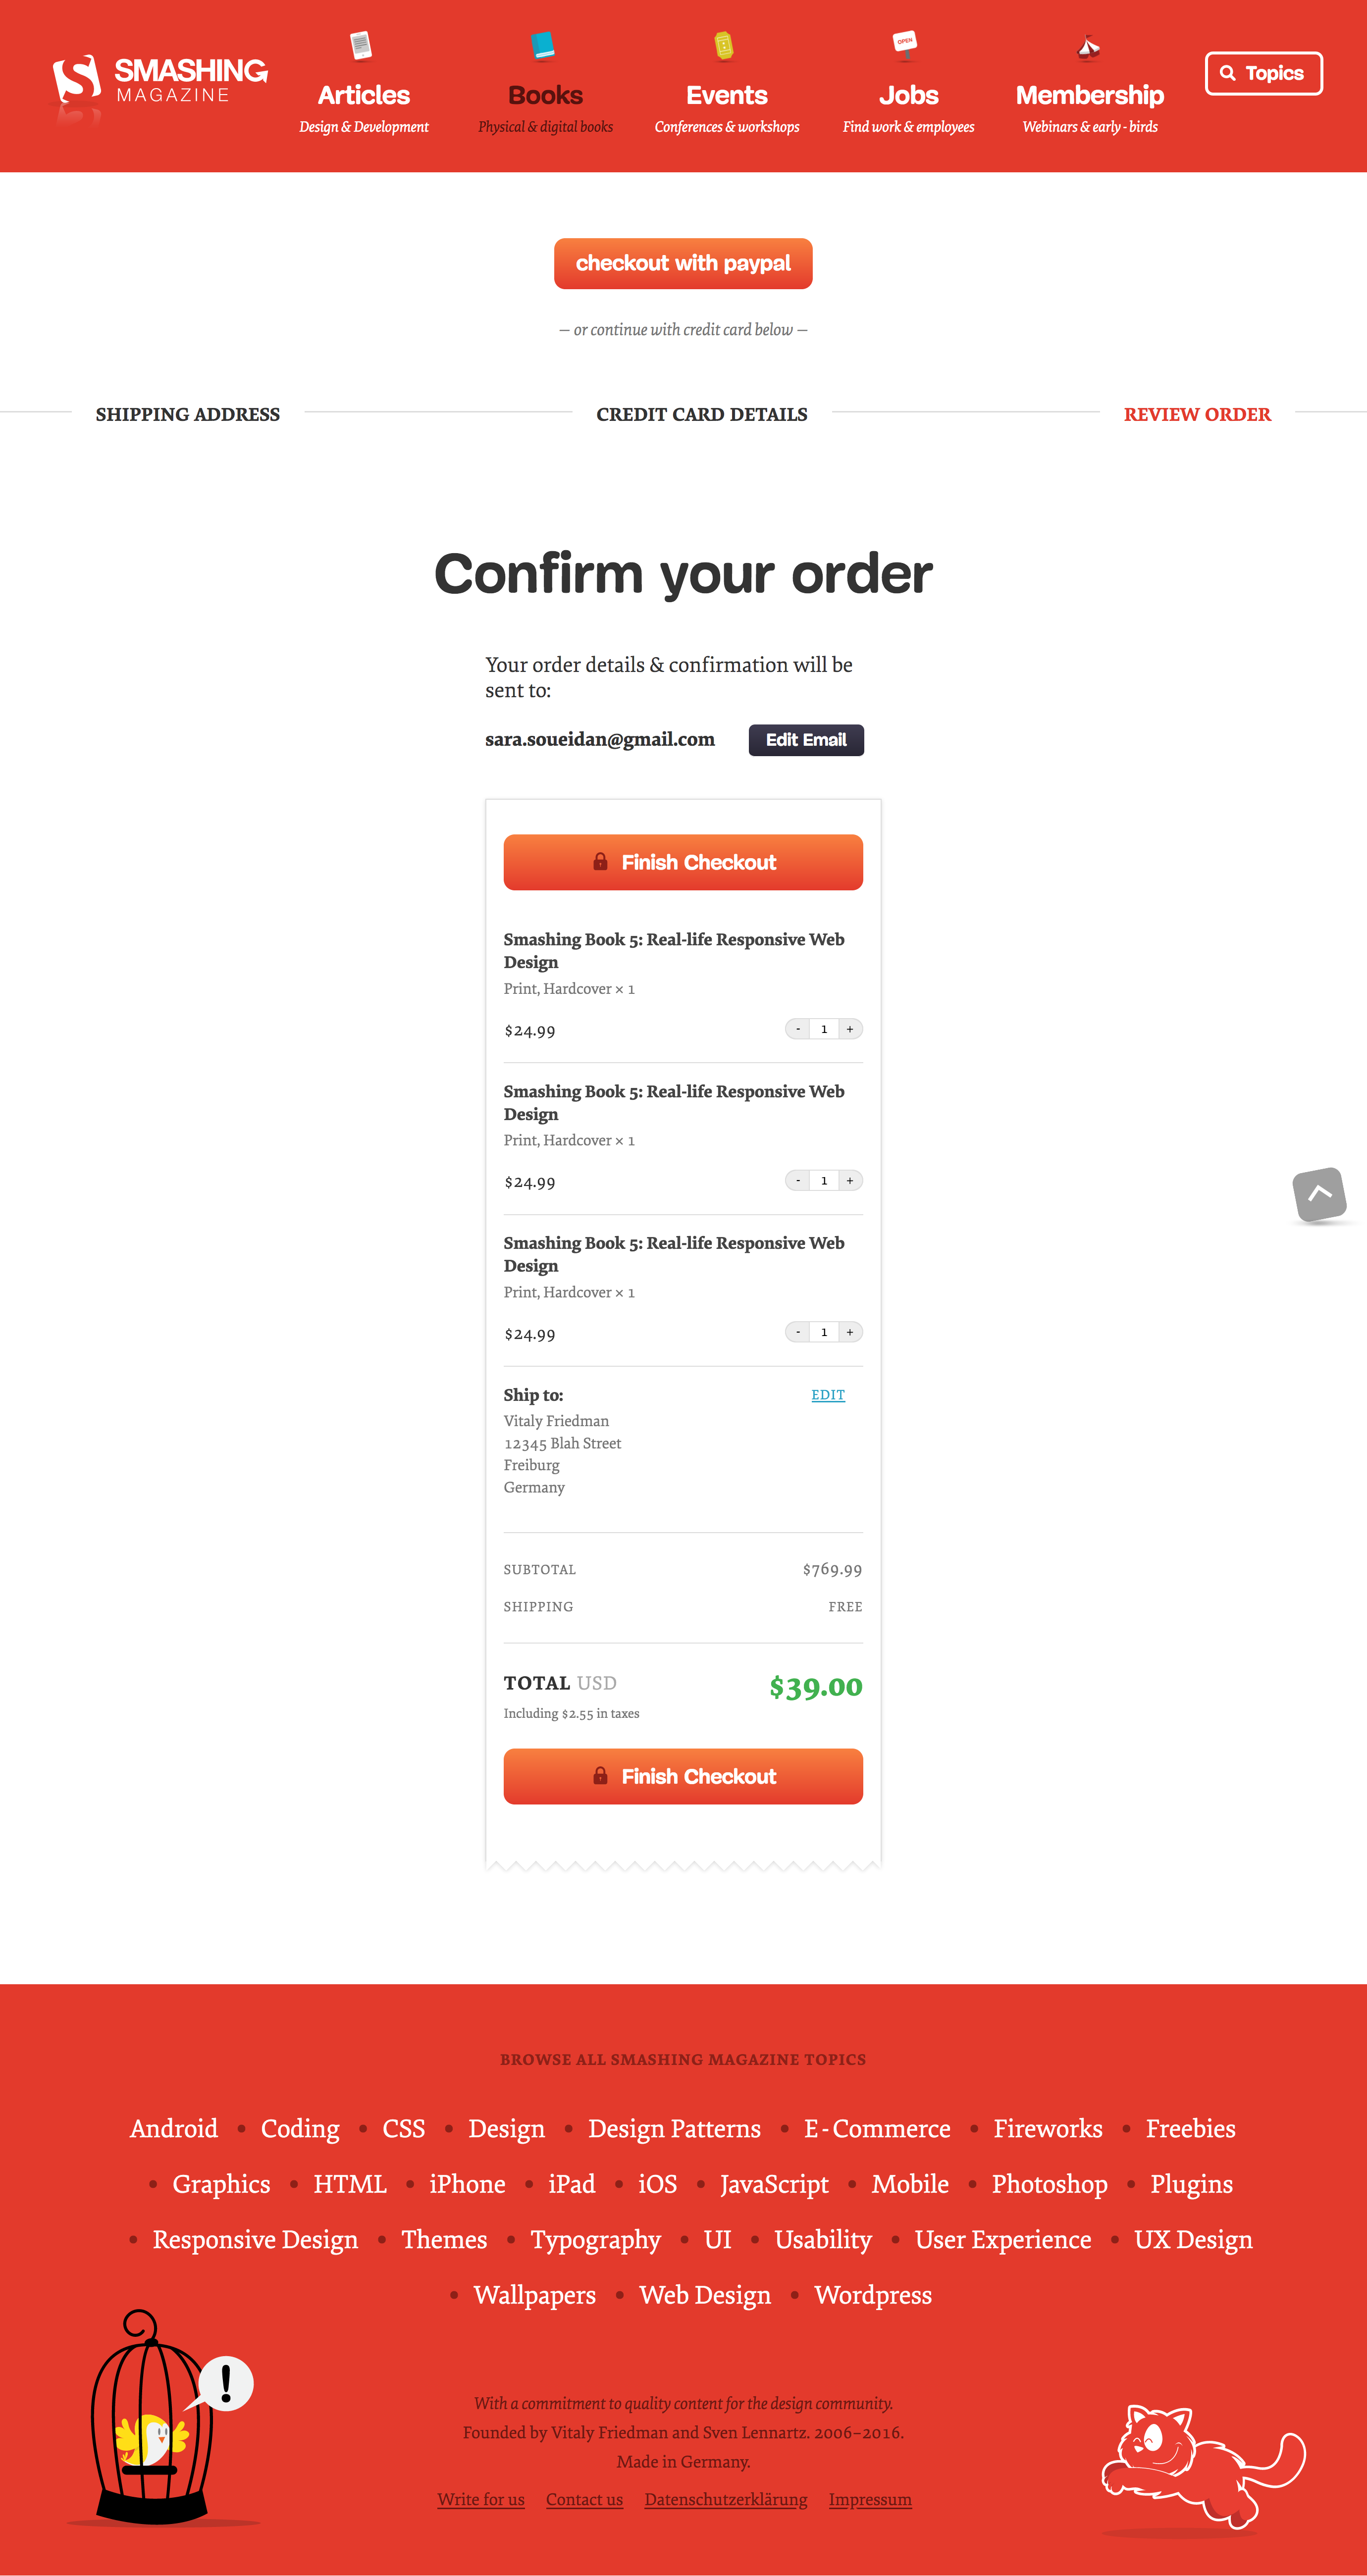 SMASHING
MAGAZINE
Articles
Design & Development
Books
Physical & digital books
Events
Conferences & workshops
OPEN
Jobs
Find work & employees
Membership
Webinars & early - birds
Topics
checkout with paypal
— or continue with credit card below —
SHIPPING ADDRESS
CREDIT CARD DETAILS
REVIEW ORDER
Confirm your order
Your order details & confirmation will be
sent to:
sara.soueidan@gmail.com
Edit Email
Finish Checkout
Smashing Book 5: Real-life Responsive Web
Design
Print, Hardcover × 1
$24.99
- 1 +
Smashing Book 5: Real-life Responsive Web
Design
Print, Hardcover × 1
$24.99
- 1 +
Smashing Book 5: Real-life Responsive Web
Design
Print, Hardcover × 1
$24.99
- 1 +
Ship to:
EDIT
Vitaly Friedman
12345 Blah Street
Freiburg
Germany
SUBTOTAL $769.99
SHIPPING FREE
TOTAL USD $39.00
Including $2.55 in taxes
Finish Checkout
BROWSE ALL SMASHING MAGAZINE TOPICS
Android • Coding • CSS • Design • Design Patterns • E - Commerce • Fireworks • Freebies
• Graphics • HTML • iPhone • iPad • iOS • JavaScript • Mobile • Photoshop • Plugins
• Responsive Design • Themes • Typography • UI • Usability • User Experience • UX Design
• Wallpapers • Web Design • Wordpress
!
With a commitment to quality content for the design community.
Founded by Vitaly Friedman and Sven Lennartz. 2006–2016.
Made in Germany.
Write for us Contact us Datenschutzerklärung Impressum